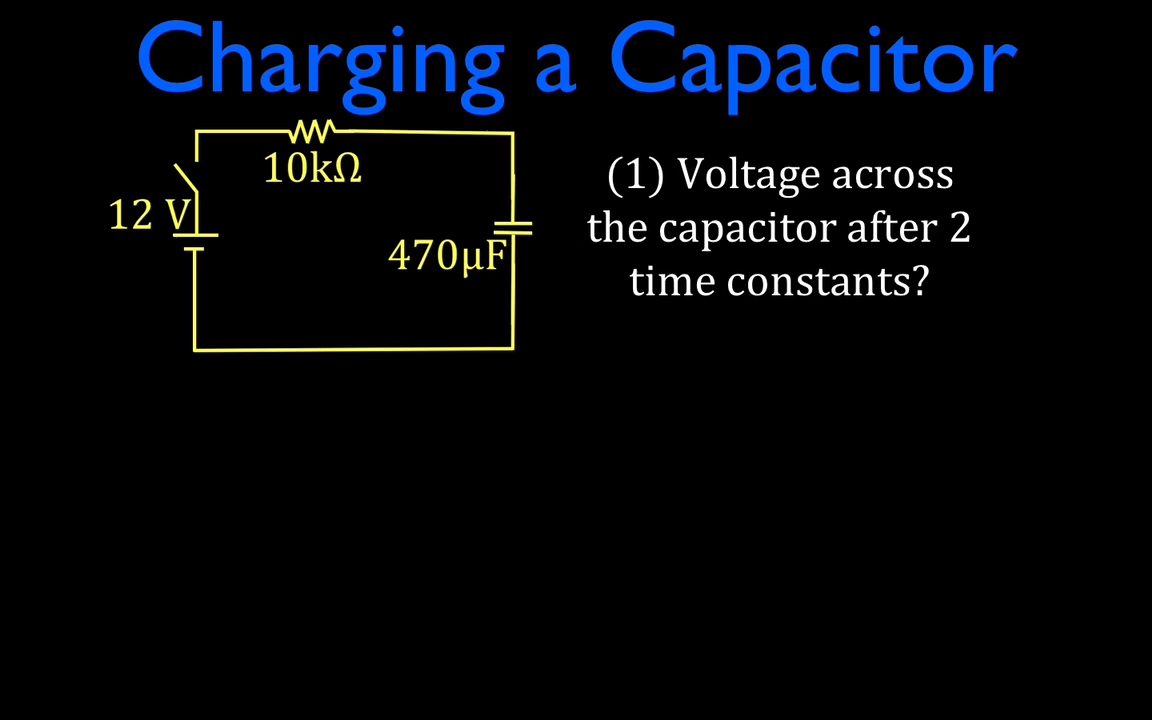 Charging a Capacitor
10kΩ
12 V
470μF
(1) Voltage across
the capacitor after 2
time constants?